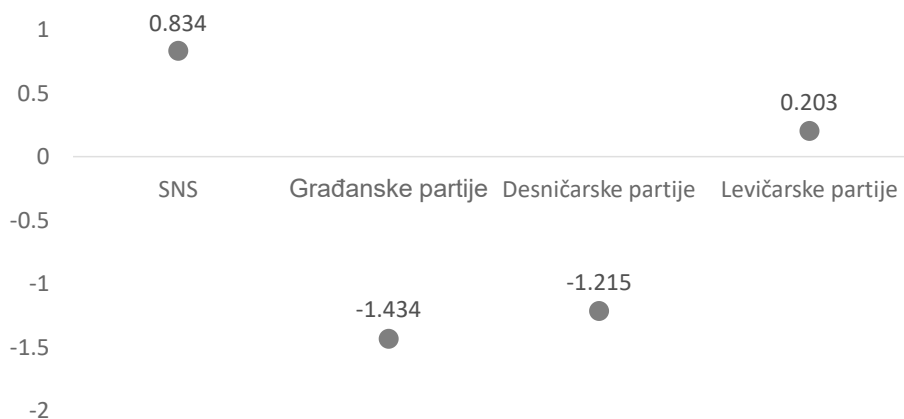 1
0.834
0.5
0.203
0
SNS
Građanske partije
Desničarske partije
Levičarske partije
-0.5
-1
-1.215
-1.434
-1.5
-2